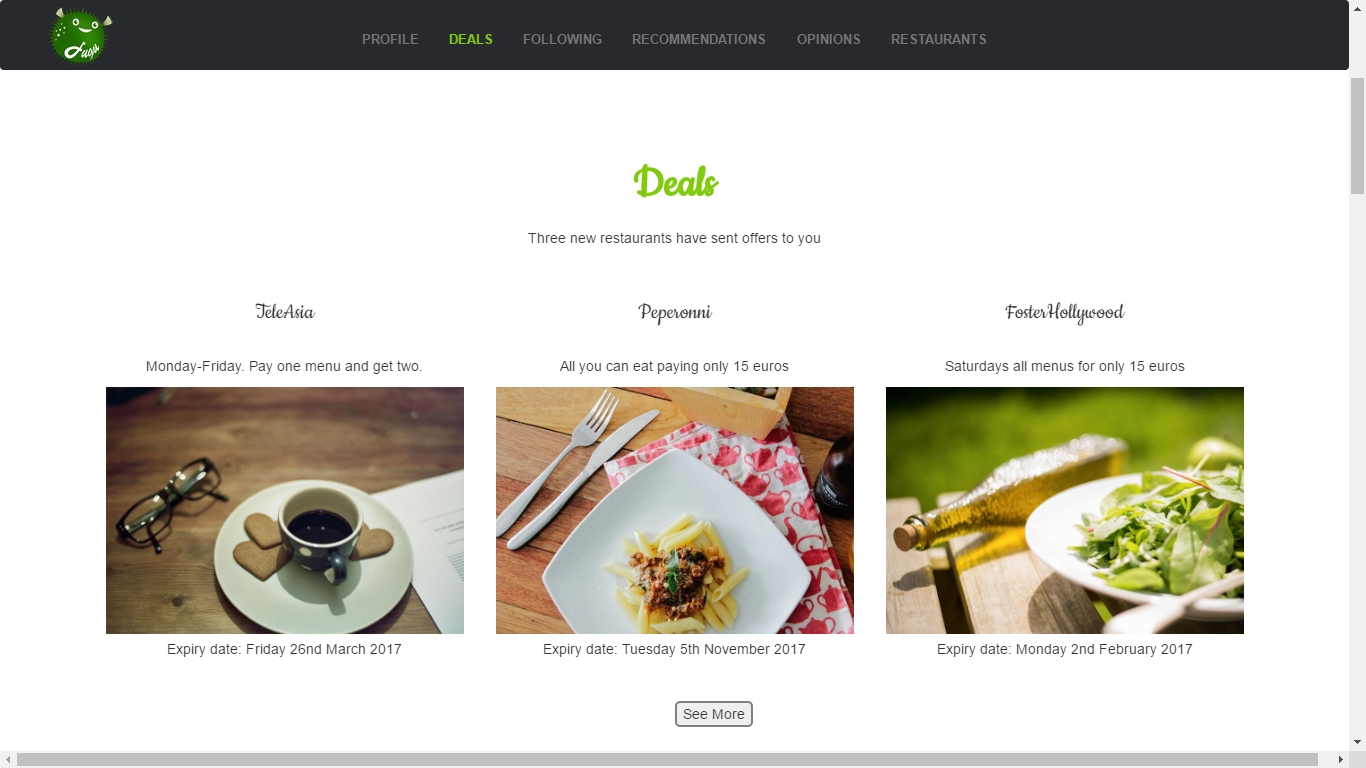 Fugu
PROFILE DEALS FOLLOWING RECOMMENDATIONS OPINIONS RESTAURANTS
Deals
Three new restaurants have sent offers to you
TeleAsia Peperonni FosterHollywood
Monday-Friday. Pay one menu and get two. All you can eat paying only 15 euros Saturdays all menus for only 15 euros
Expiry date: Friday 26nd March 2017 Expiry date: Tuesday 5th November 2017 Expiry date: Monday 2nd February 2017
See More